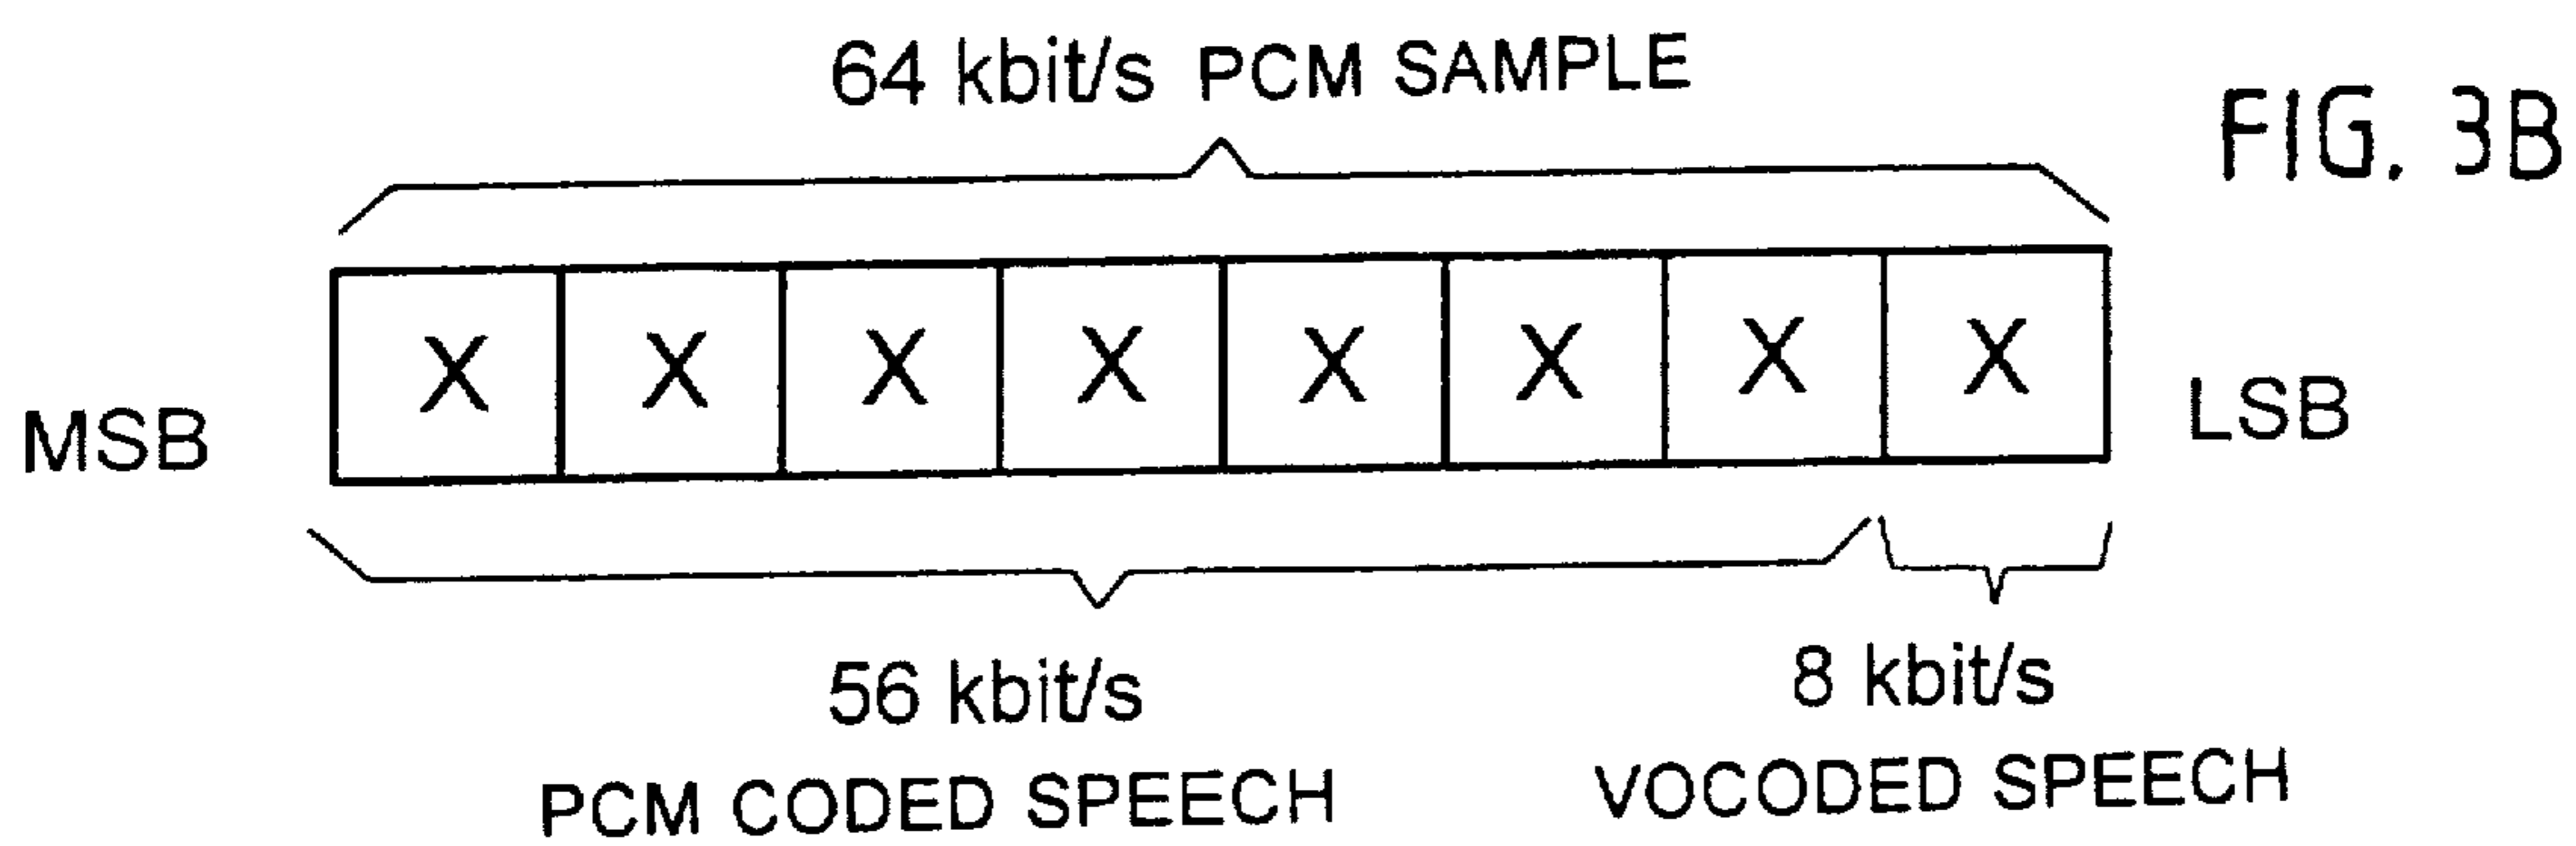 64 kbit/s PCM SAMPLE
FIG. 3B
X X X X X X X X
MSB
LSB
56 kbit/s
PCM CODED SPEECH
8 kbit/s
VOCODED SPEECH